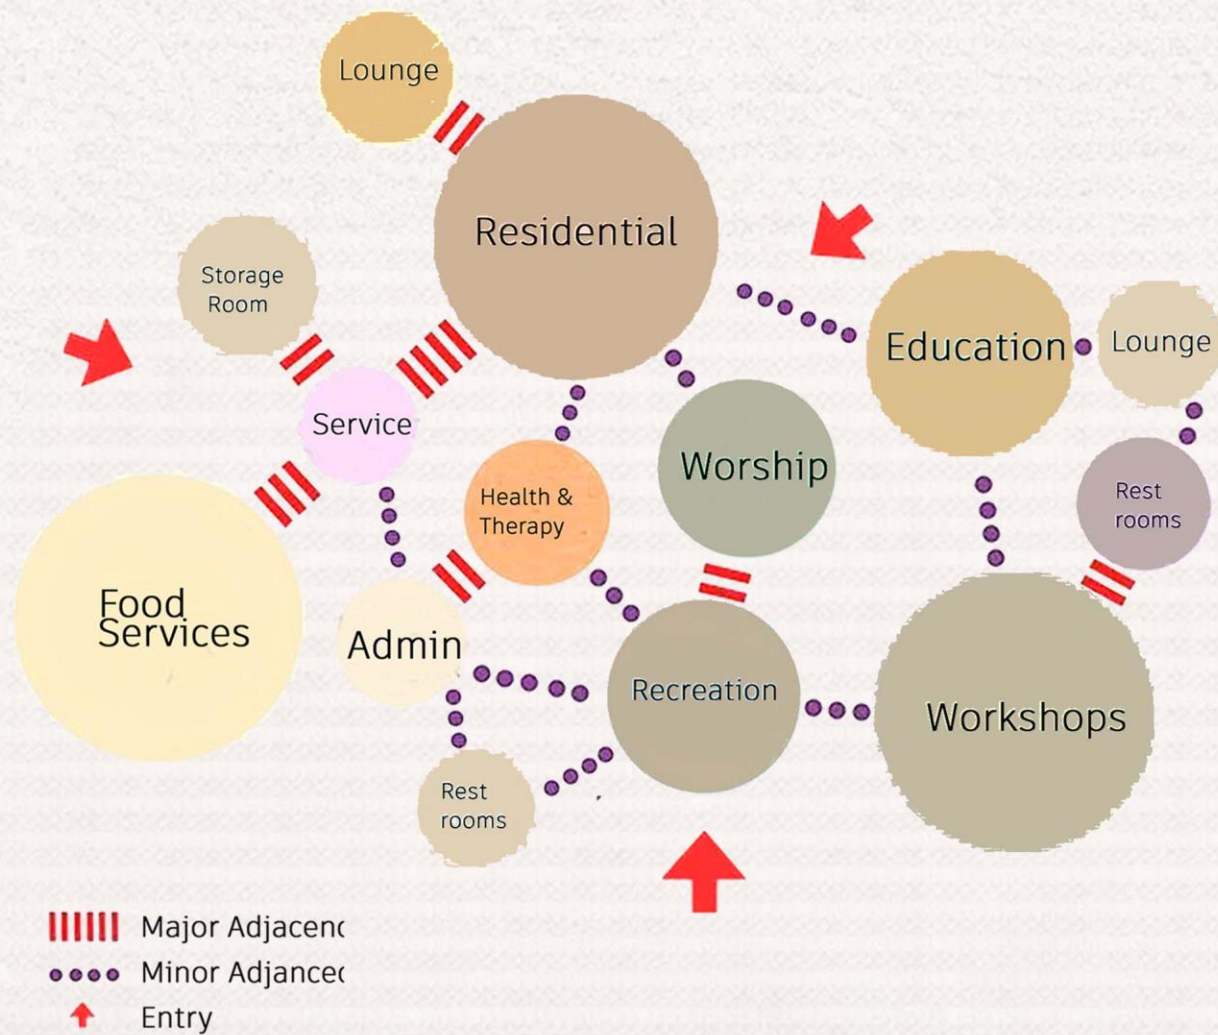 Lounge
Residential
Storage
Room
Education
Lounge
Service
Worship
Health &
Therapy
Rest
rooms
Food
Services
Admin
Recreation
Workshops
Rest
rooms
Major Adjacenc
Minor Adjancec
Entry